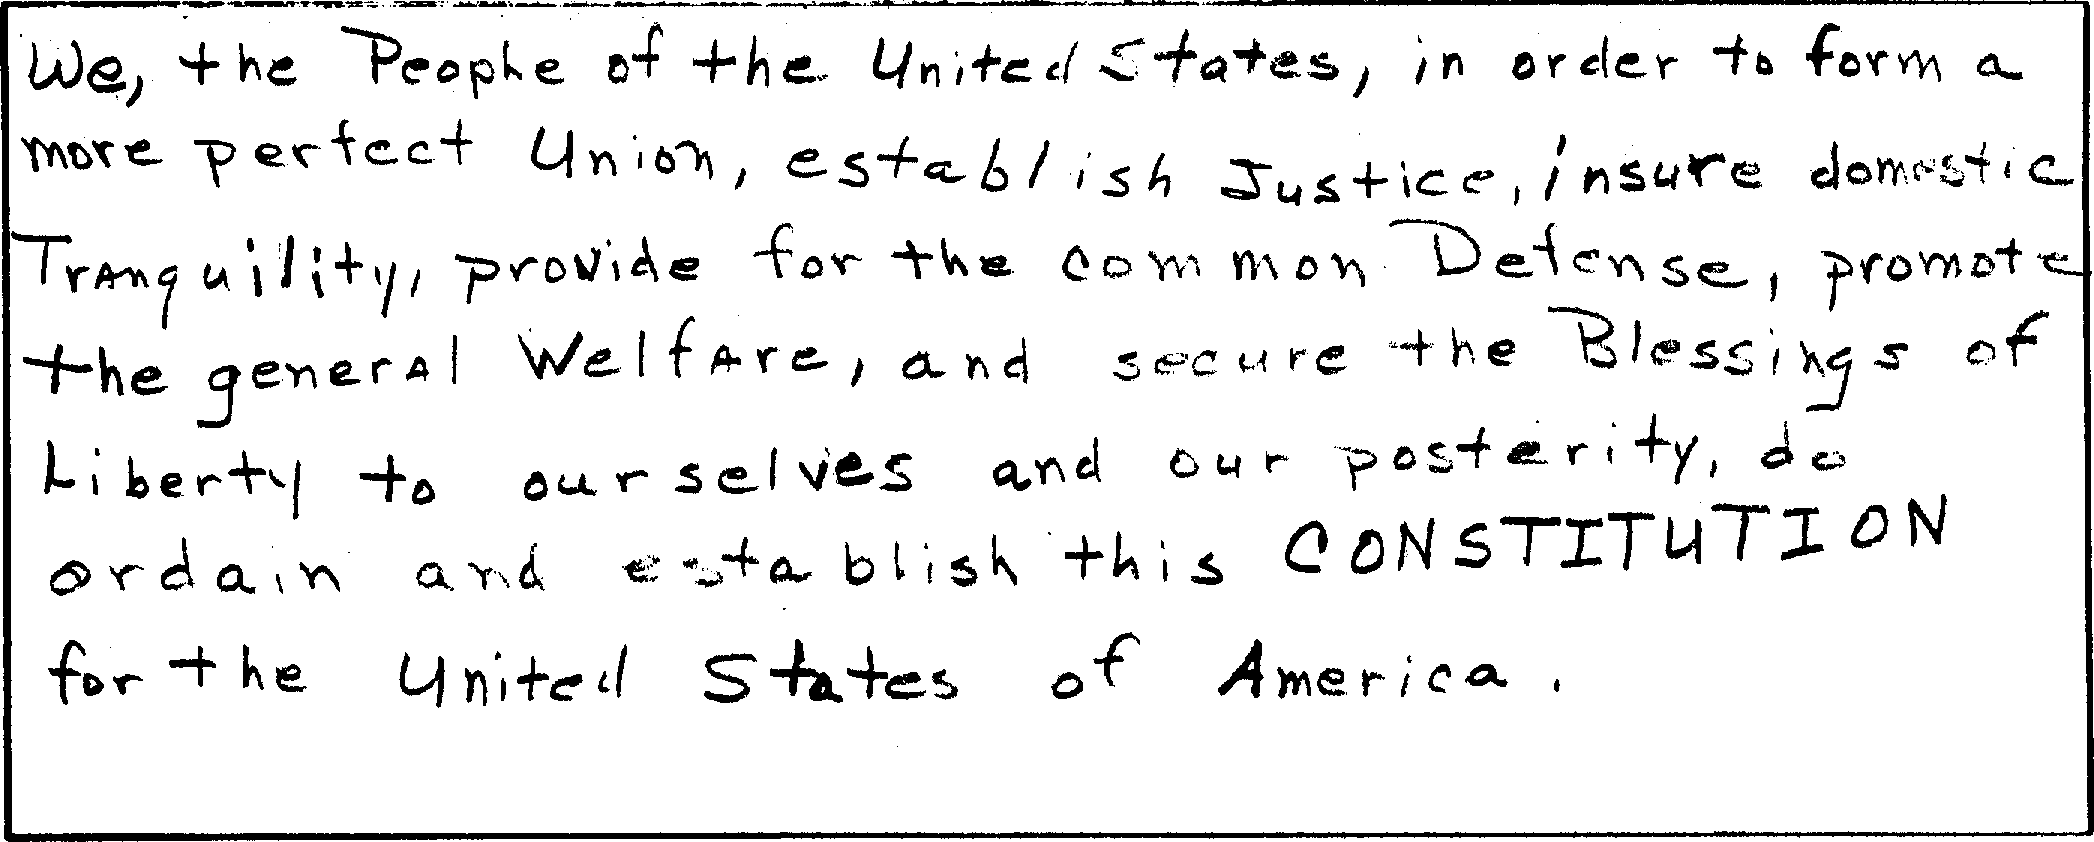 We, the People of the United States, in order to form a
more perfect Union, establish Justice, insure domestic
Tranquility, provide for the common Defense, promote
the general Welfare, and secure the Blessings of
Liberty to ourselves and our posterity, do
ordain and establish this CONSTITUTION
for the United States of America.